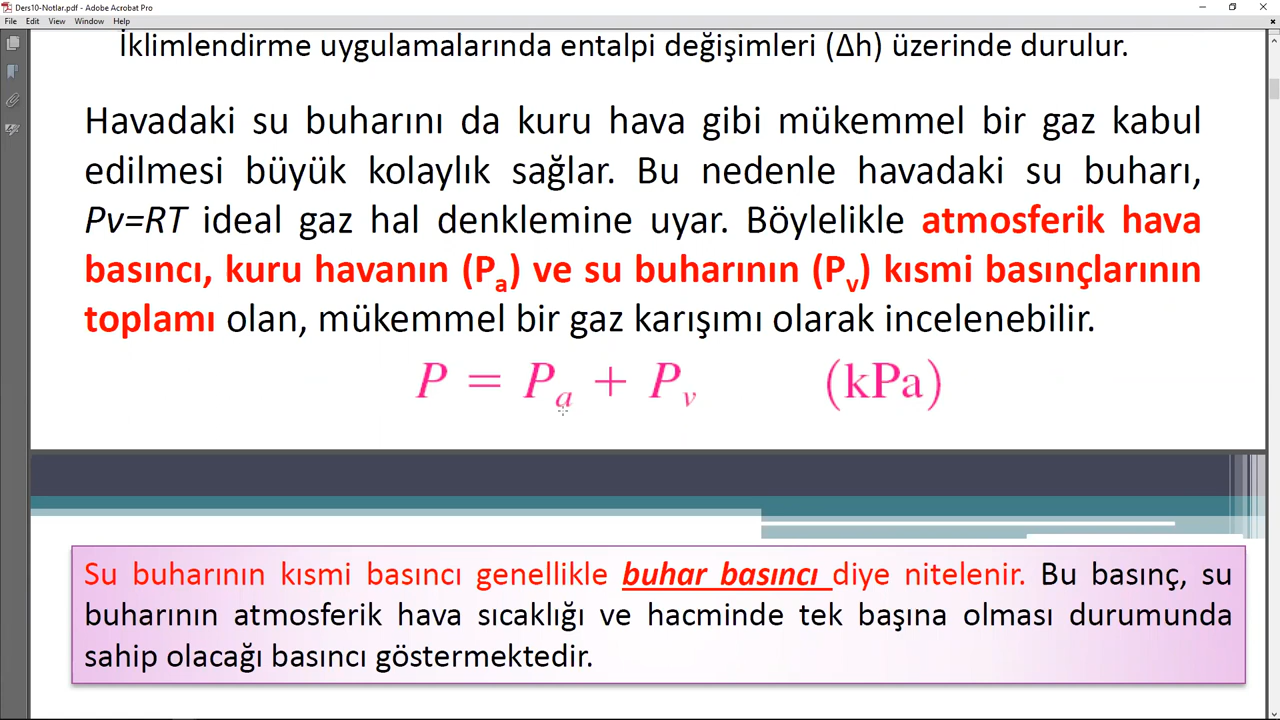 Ders10-Notlar.pdf - Adobe Acrobat Pro
File Edit View Window Help
İklimlendirme uygulamalarında entalpi değişimleri (Δh) üzerinde durulur.
Havadaki su buharını da kuru hava gibi mükemmel bir gaz kabul
edilmesi büyük kolaylık sağlar. Bu nedenle havadaki su buharı,
Pv=RT ideal gaz hal denklemine uyar. Böylelikle atmosferik hava
basıncı, kuru havanın (Pa) ve su buharının (Pv) kısmi basınçlarının
toplamı olan, mükemmel bir gaz karışımı olarak incelenebilir.
P = Pa + Pv (kPa)
Su buharının kısmi basıncı genellikle buhar basıncı diye nitelenir. Bu basınç, su
buharının atmosferik hava sıcaklığı ve hacminde tek başına olması durumunda
sahip olacağı basıncı göstermektedir.